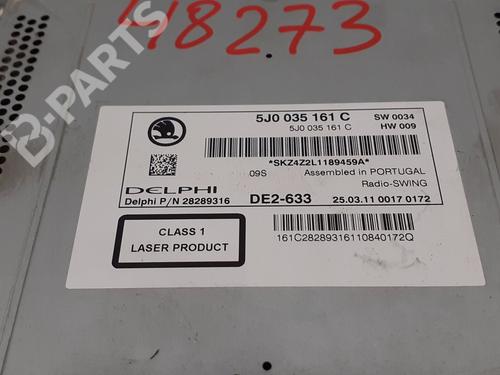 48273
B-PARTS
5J0 035 161 C SW 0034
5J0 035 161 C HW 009
*SKZ4Z2L1189459A*
09S Assembled in PORTUGAL
Radio-SWING
DELPHI
Delphi P/N 28289316 DE2-633 25.03.11 0017 0172
CLASS 1
LASER PRODUCT
161C28289316110840172Q